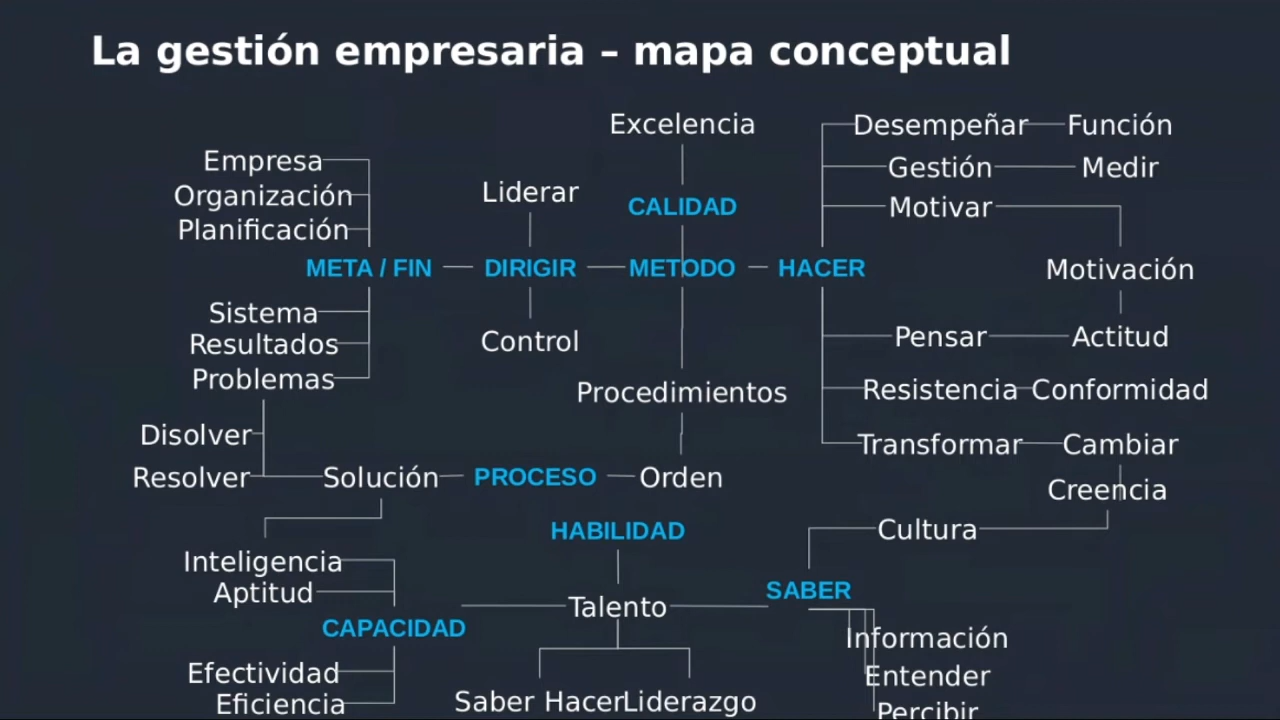 La gestión empresaria – mapa conceptual
Excelencia
Desempeñar
Función
Empresa
Gestión
Medir
Organización
Liderar
CALIDAD
Motivar
Planificación
META / FIN
DIRIGIR
METODO
HACER
Motivación
Sistema
Resultados
Control
Pensar
Actitud
Problemas
Procedimientos
Resistencia
Conformidad
Disolver
Transformar
Cambiar
Resolver
Solución
PROCESO
Orden
Creencia
HABILIDAD
Cultura
Inteligencia
Aptitud
SABER
Talento
CAPACIDAD
Información
Efectividad
Entender
Eficiencia
Saber Hacer
Liderazgo
Percibir